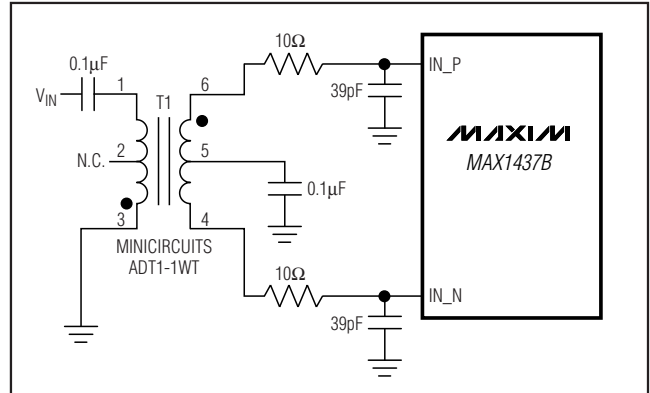 10Ω
0.1μF
1
6
IN_P
39pF
VIN
T1
MAXIM
MAX1437B
N.C.
2
5
0.1μF
3
4
MINICIRCUITS
ADT1-1WT
10Ω
IN_N
39pF